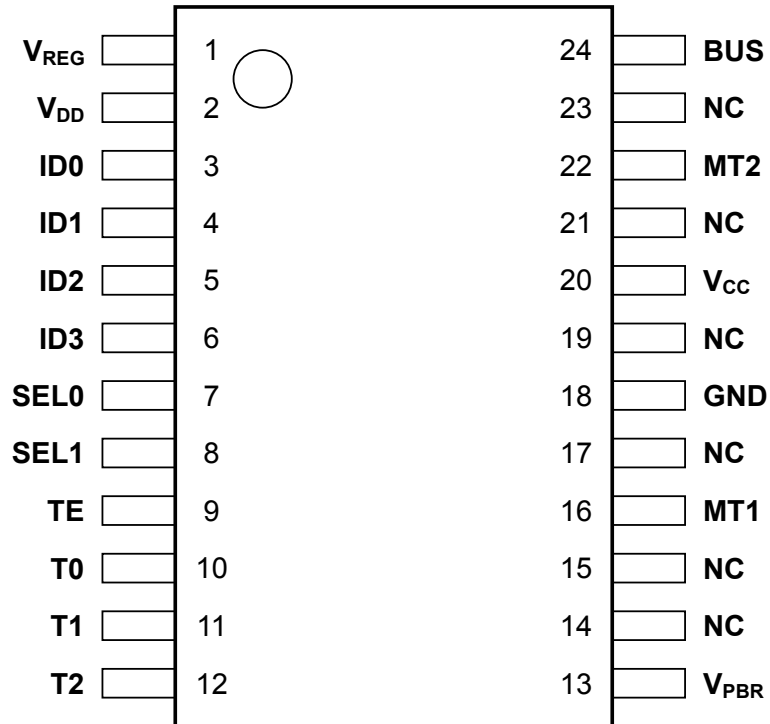 VREG 1 24 BUS
VDD 2 23 NC
ID0 3 22 MT2
ID1 4 21 NC
ID2 5 20 VCC
ID3 6 19 NC
SEL0 7 18 GND
SEL1 8 17 NC
TE 9 16 MT1
T0 10 15 NC
T1 11 14 NC
T2 12 13 VPBR